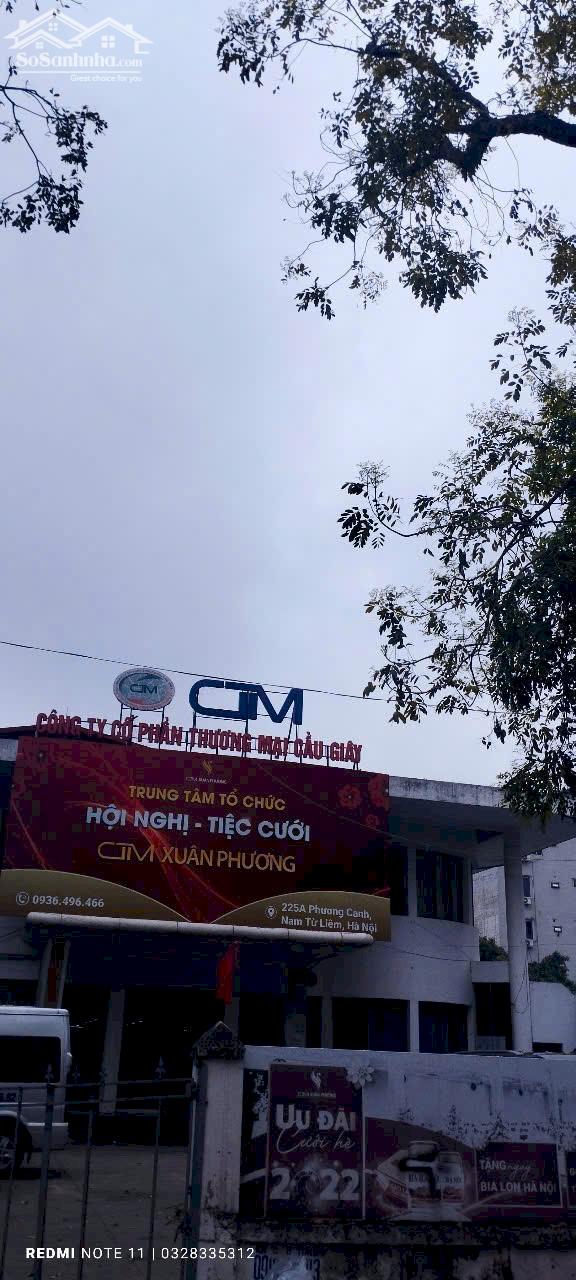 SoSanhnha.com
Great choice for you
CTM
CTM
CÔNG TY CỔ PHẦN THƯƠNG MẠI CẦU GIẤY
TRUNG TÂM TỔ CHỨC
HỘI NGHỊ - TIỆC CƯỚI
CTM XUÂN PHƯƠNG
0936.496.466
225A Phương Canh,
Nam Từ Liêm, Hà Nội
ƯU ĐÃI
Cưới hè
2022
TẶNG ngay
BIA LON HÀ NỘI
REDMI NOTE 11 | 0328335312